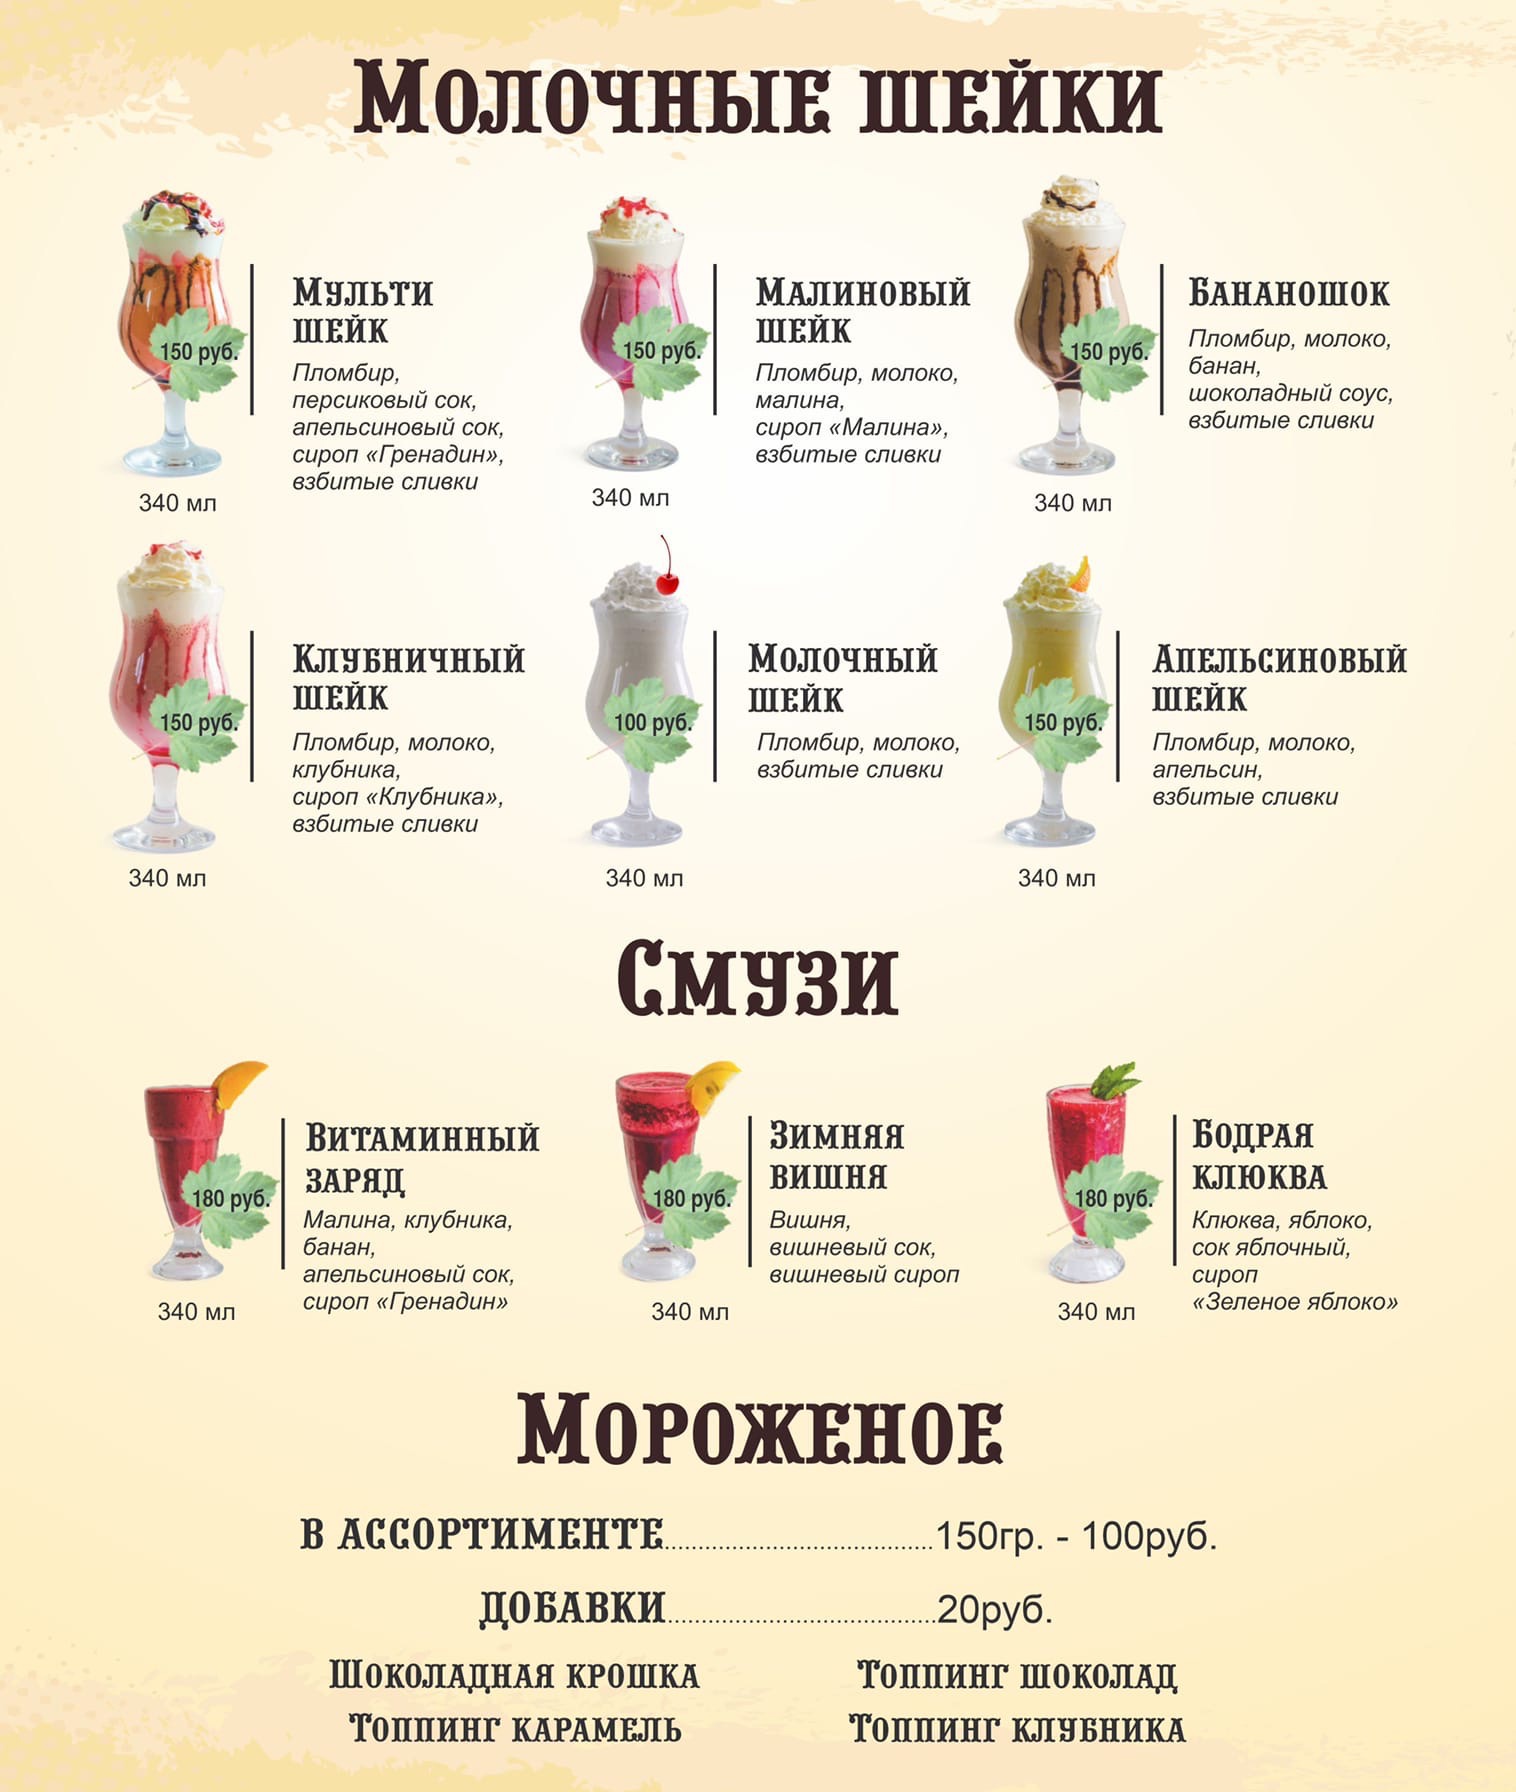 Молочные шейки
Мульти
шейк
150 руб.
Пломбир,
персиковый сок,
апельсиновый сок,
сироп «Гренадин»,
взбитые сливки
340 мл
Малиновый
шейк
150 руб.
Пломбир, молоко,
малина,
сироп «Малина»,
взбитые сливки
340 мл
Бананошок
150 руб.
Пломбир, молоко,
банан,
шоколадный соус,
взбитые сливки
340 мл
Клубничный
шейк
150 руб.
Пломбир, молоко,
клубника,
сироп «Клубника»,
взбитые сливки
340 мл
Молочный
шейк
100 руб.
Пломбир, молоко,
взбитые сливки
340 мл
Апельсиновый
шейк
150 руб.
Пломбир, молоко,
апельсин,
взбитые сливки
340 мл
Смузи
Витаминный
заряд
180 руб.
Малина, клубника,
банан,
апельсиновый сок,
сироп «Гренадин»
340 мл
Зимняя
вишня
180 руб.
Вишня,
вишневый сок,
вишневый сироп
340 мл
Бодрая
клюква
180 руб.
Клюква, яблоко,
сок яблочный,
сироп
«Зеленое яблоко»
340 мл
Мороженое
в ассортименте........................................150гр. - 100руб.
добавки........................................20руб.
Шоколадная крошка Топпинг шоколад
Топпинг карамель Топпинг клубника